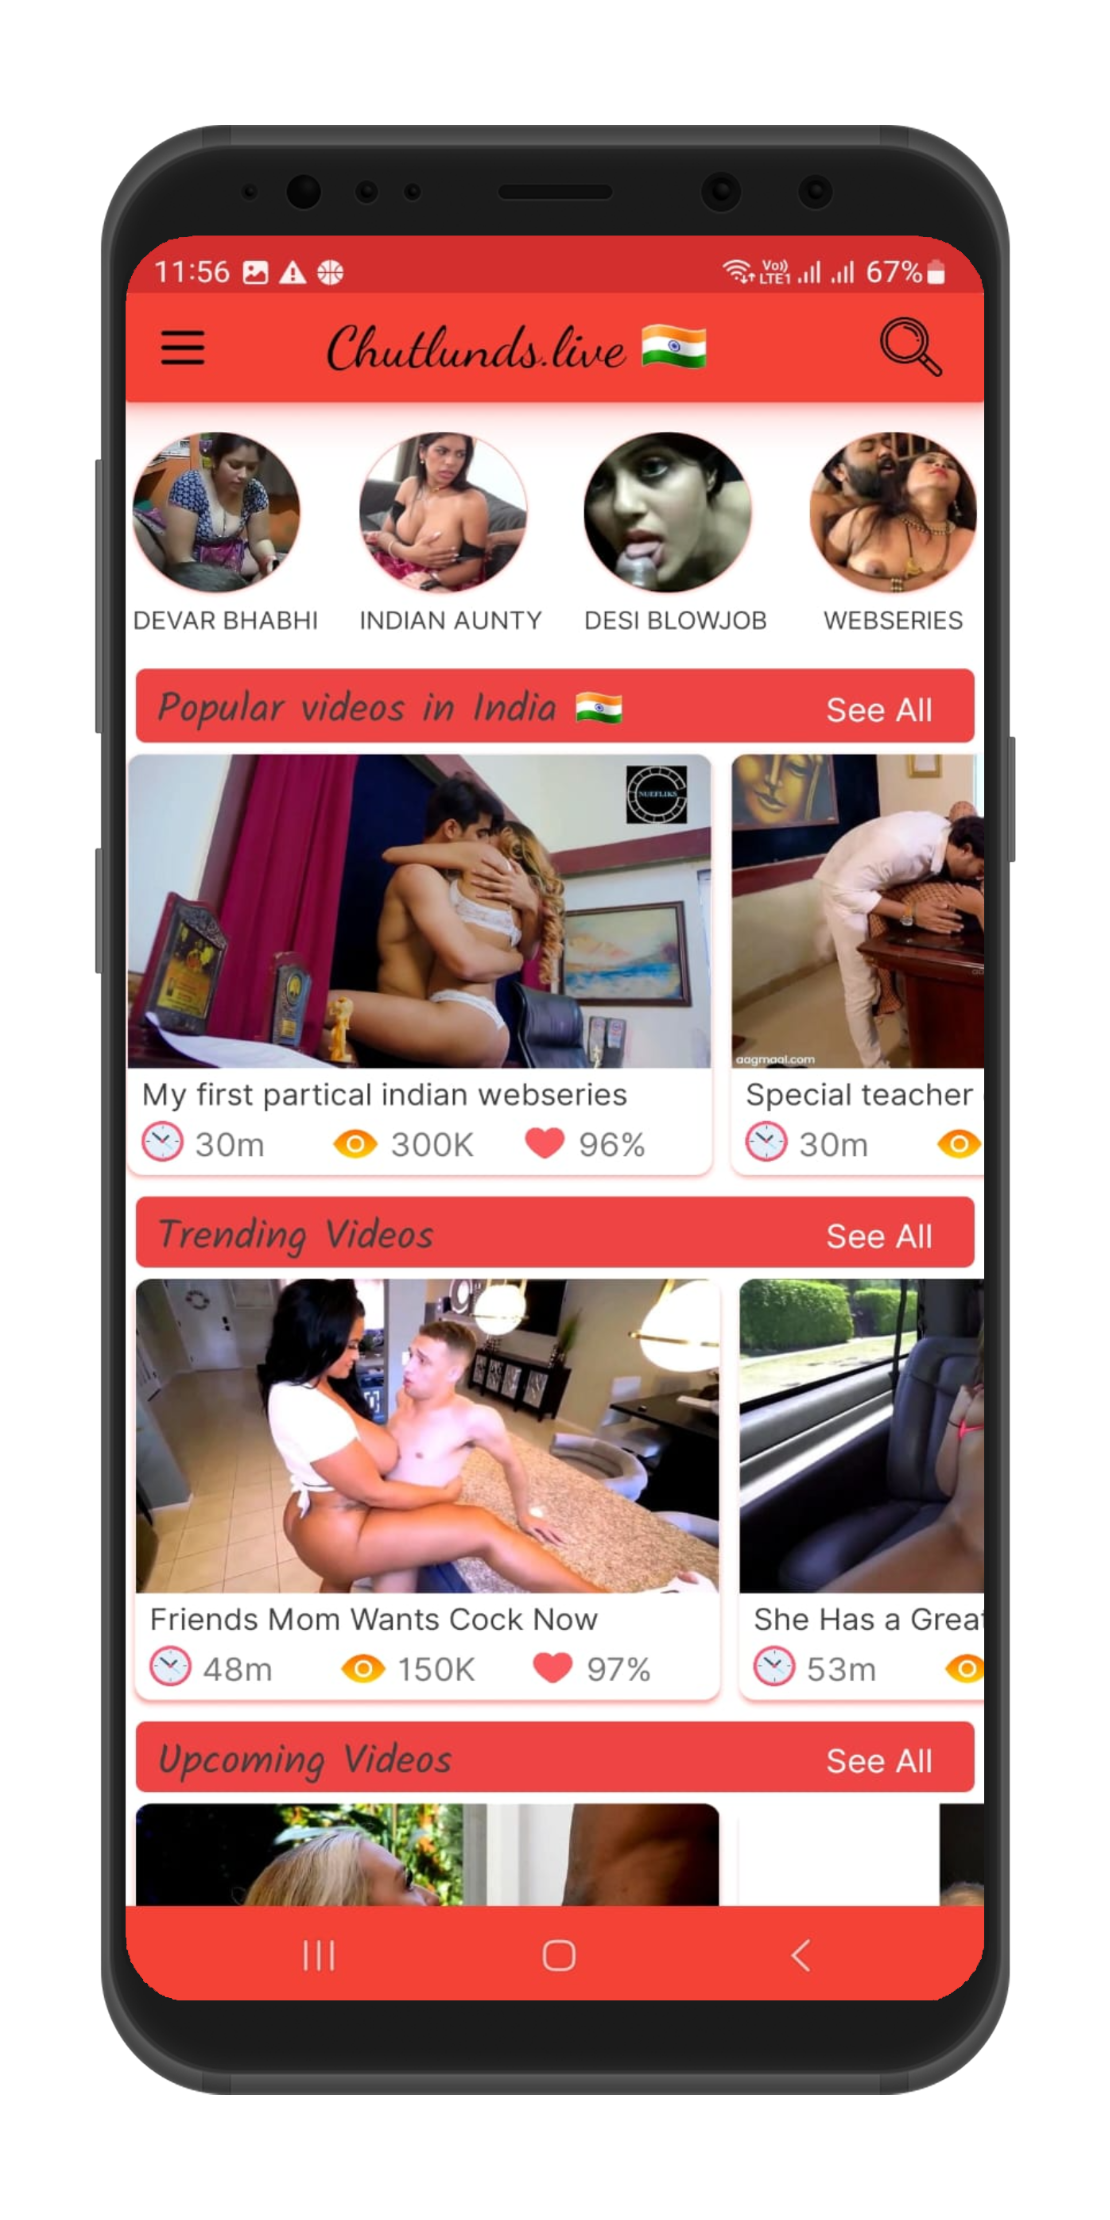 11:56
Vo)) LTE1 67%
Chutlunds.live
DEVAR BHABHI INDIAN AUNTY DESI BLOWJOB WEBSERIES
Popular videos in India See All
NUEFLIKS
aagmaal.com
My first partical indian webseries
30m 300K 96%
Special teacher
30m
Trending Videos See All
Friends Mom Wants Cock Now
48m 150K 97%
She Has a Great
53m
Upcoming Videos See All